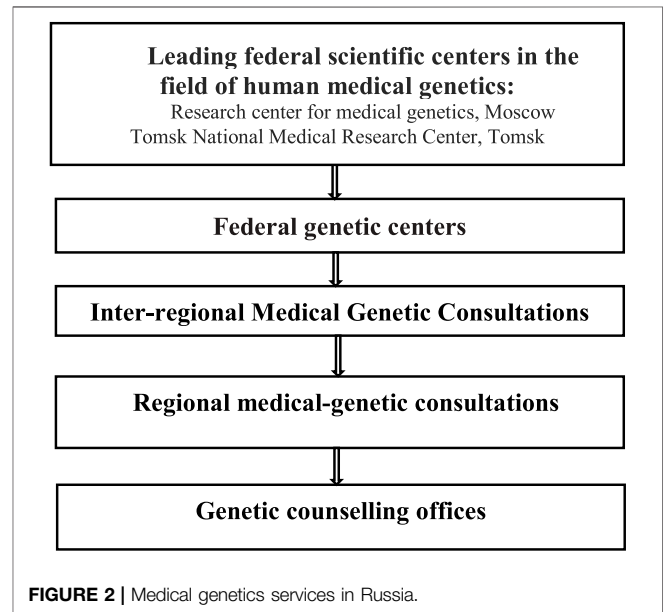 Leading federal scientific centers in the
field of human medical genetics:
Research center for medical genetics, Moscow
Tomsk National Medical Research Center, Tomsk
Federal genetic centers
Inter-regional Medical Genetic Consultations
Regional medical-genetic consultations
Genetic counselling offices
FIGURE 2 | Medical genetics services in Russia.